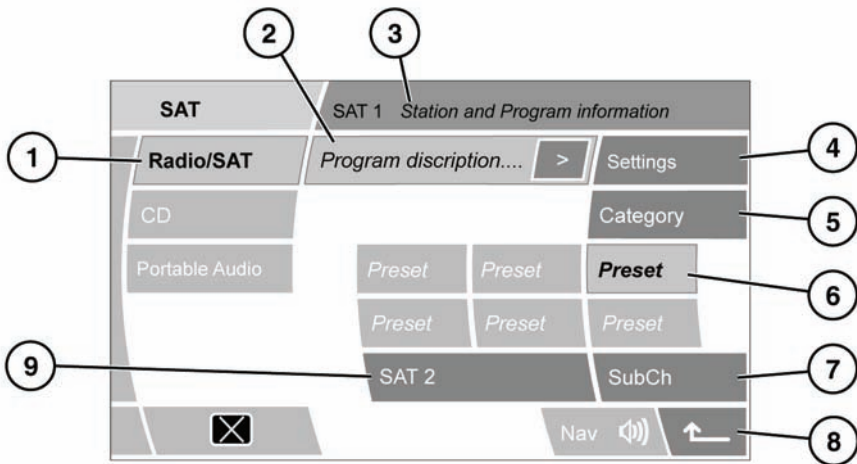 2 3
SAT SAT 1 Station and Program information
1 Radio/SAT Program discription.... > Settings 4
CD Category 5
Portable Audio Preset Preset Preset 6
Preset Preset Preset
9 SAT 2 SubCh 7
Nav 8